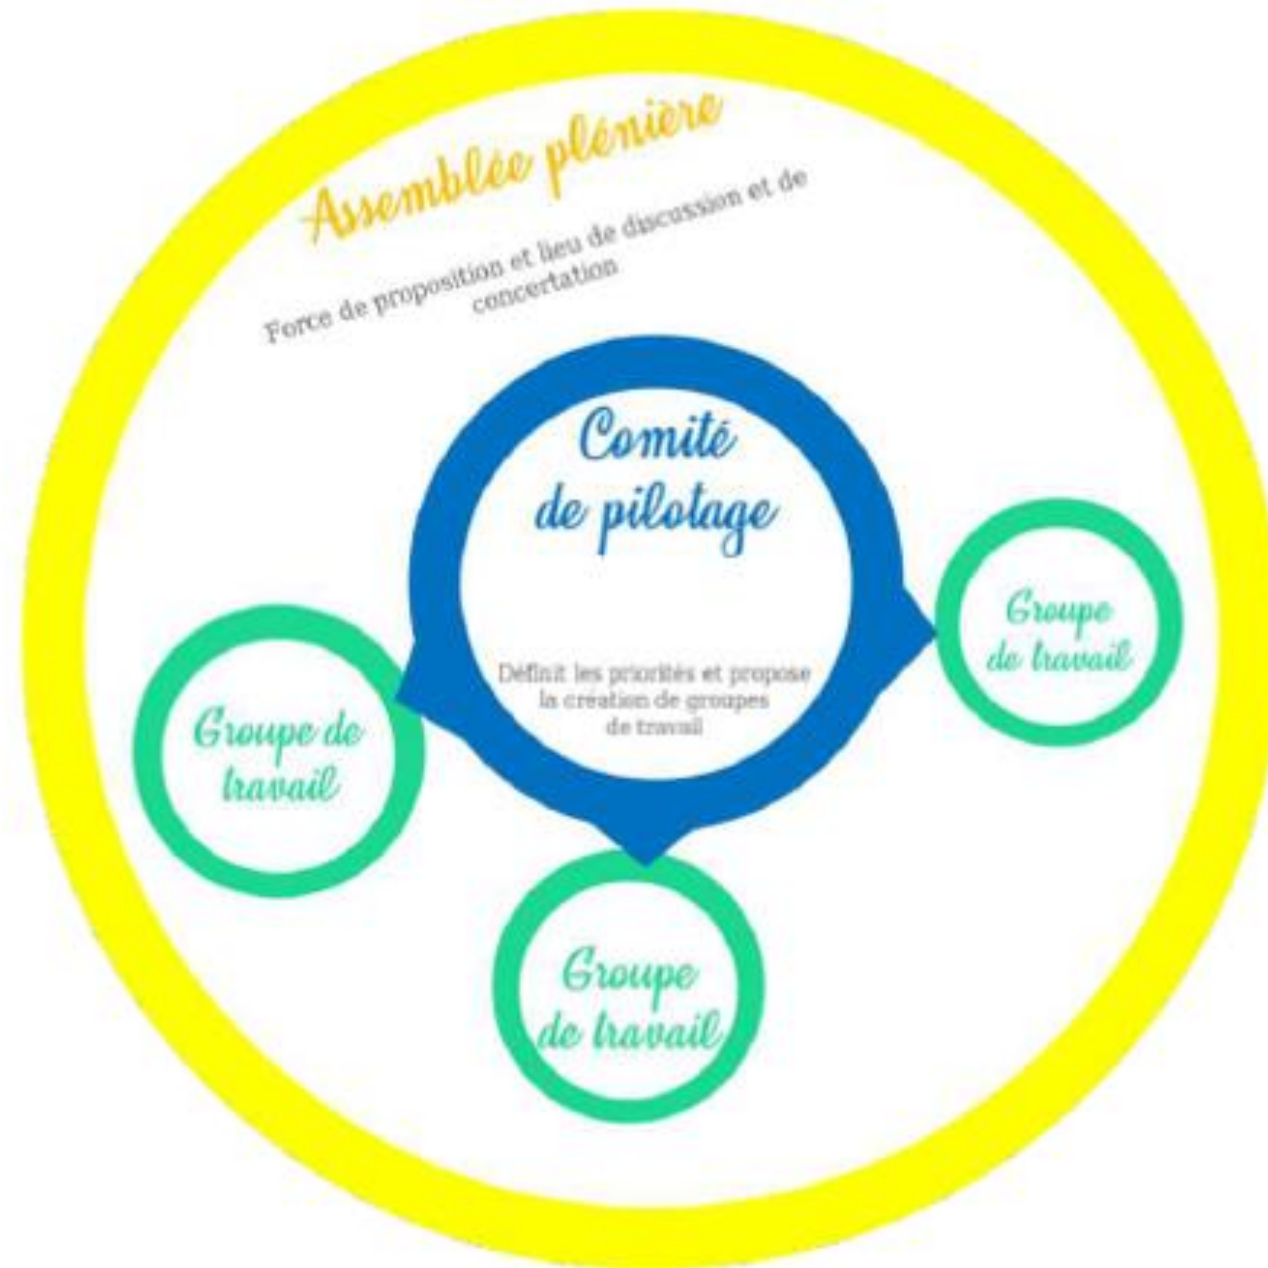 Assemblée plénière
Force de proposition et lieu de discussion et de
concertation
Comité
de pilotage
Définit les priorités et propose
la création de groupes
de travail
Groupe
de travail
Groupe de
travail
Groupe
de travail